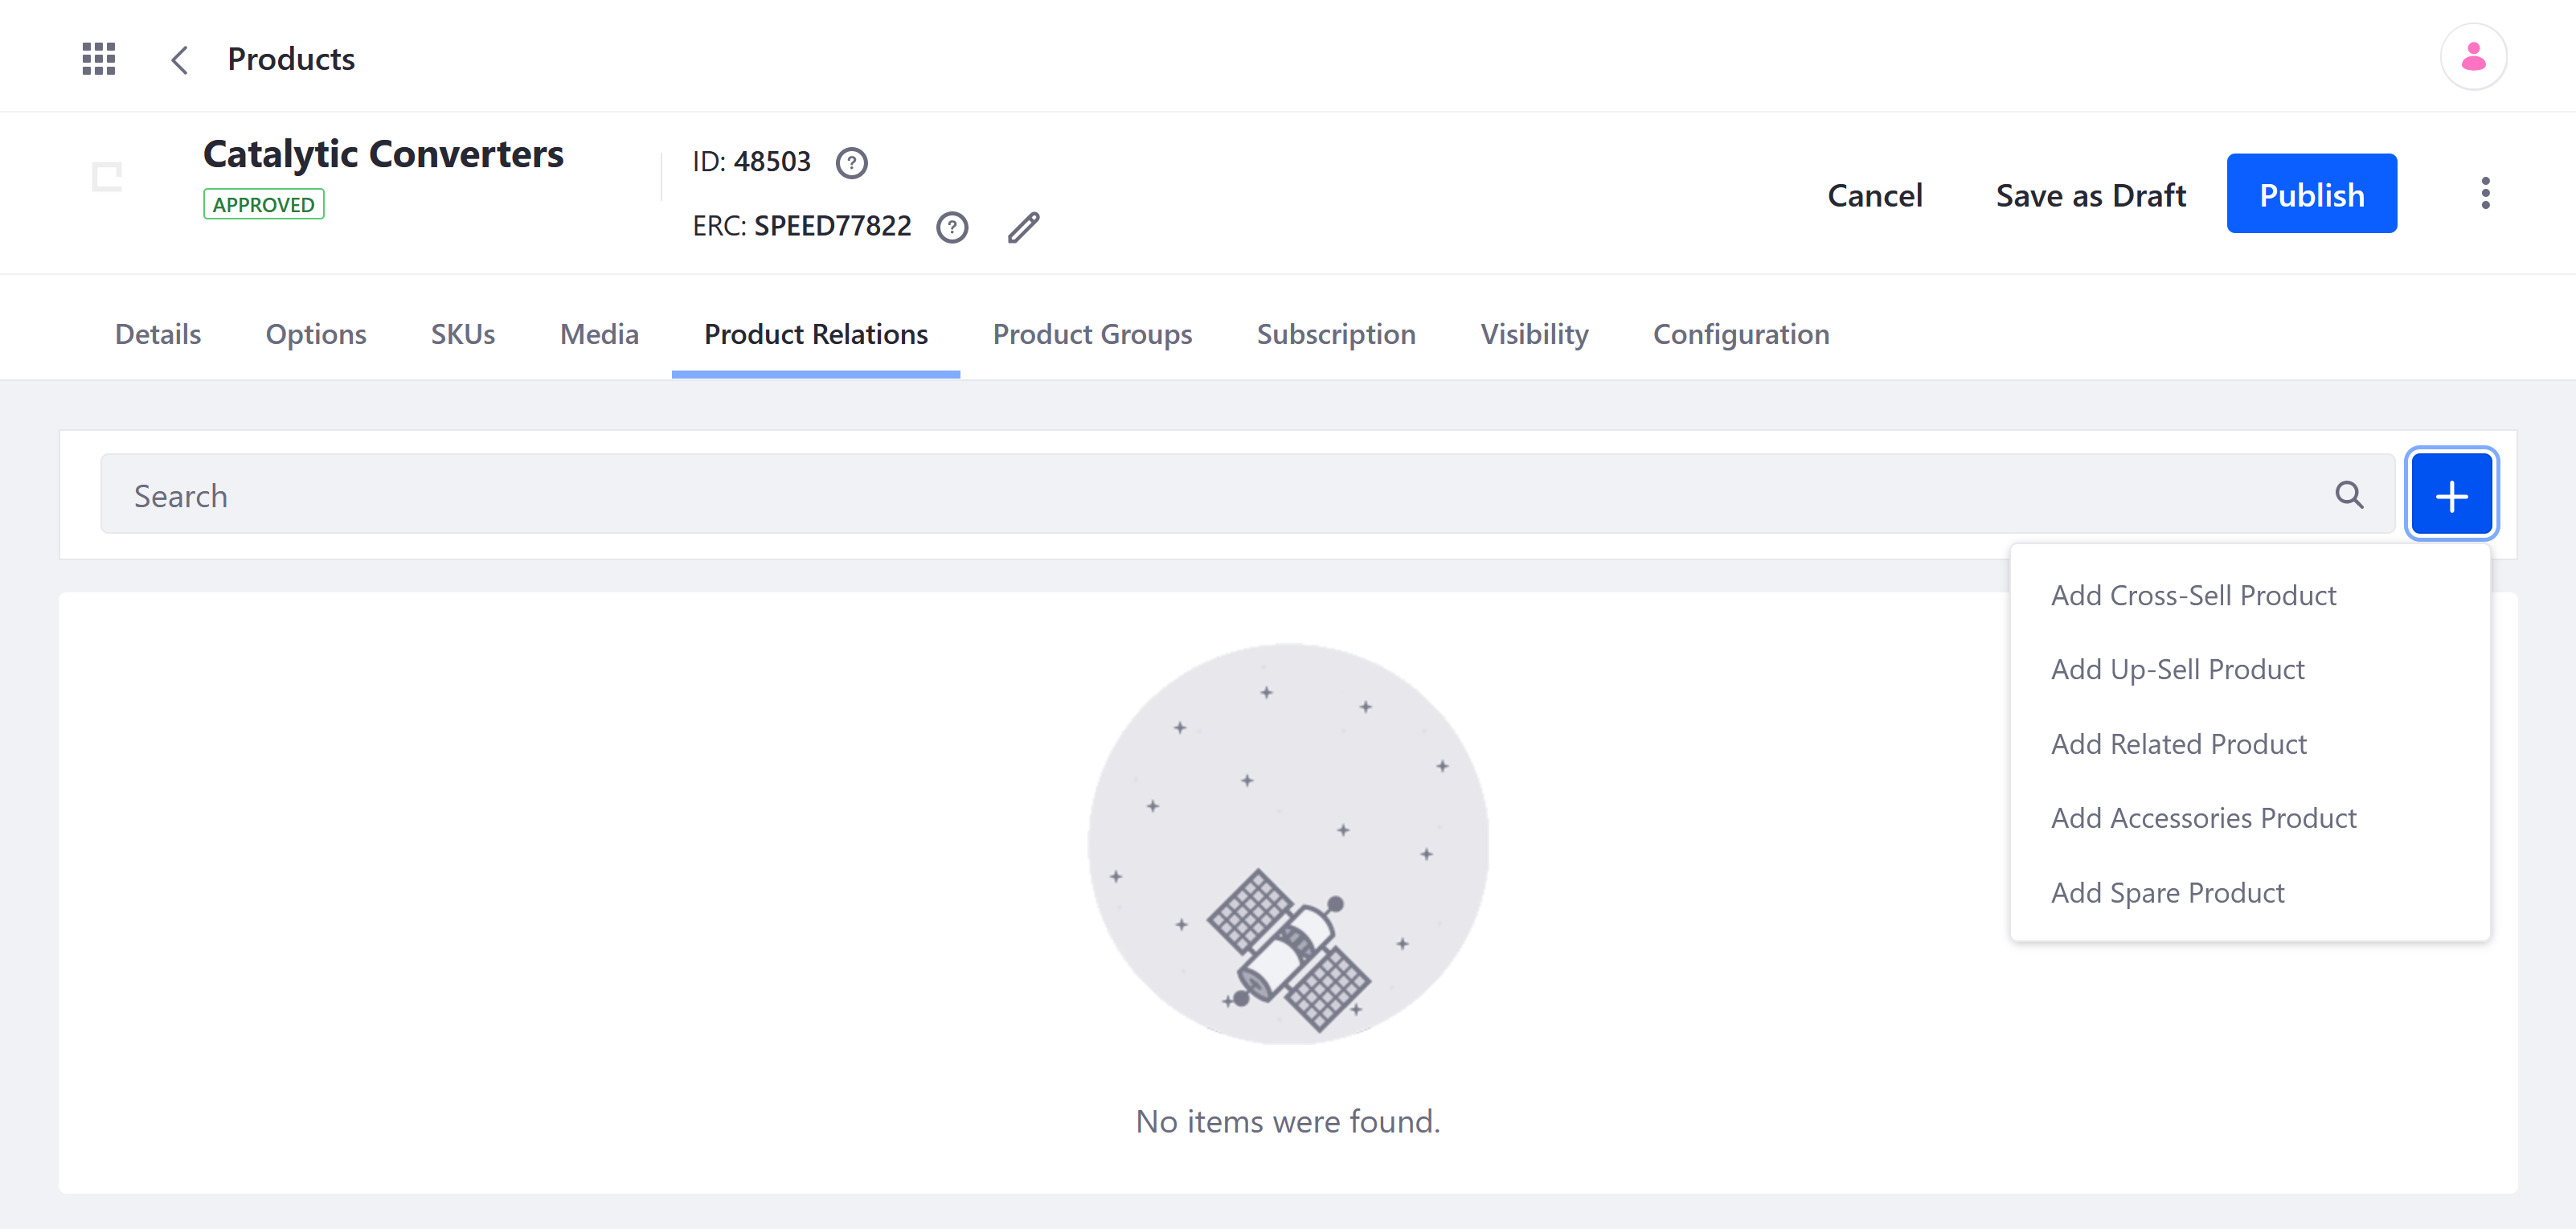 Products
Catalytic Converters
APPROVED
ID: 48503
ERC: SPEED77822
Cancel
Save as Draft
Publish
Details Options SKUs Media Product Relations Product Groups Subscription Visibility Configuration
Search
Add Cross-Sell Product
Add Up-Sell Product
Add Related Product
Add Accessories Product
Add Spare Product
No items were found.